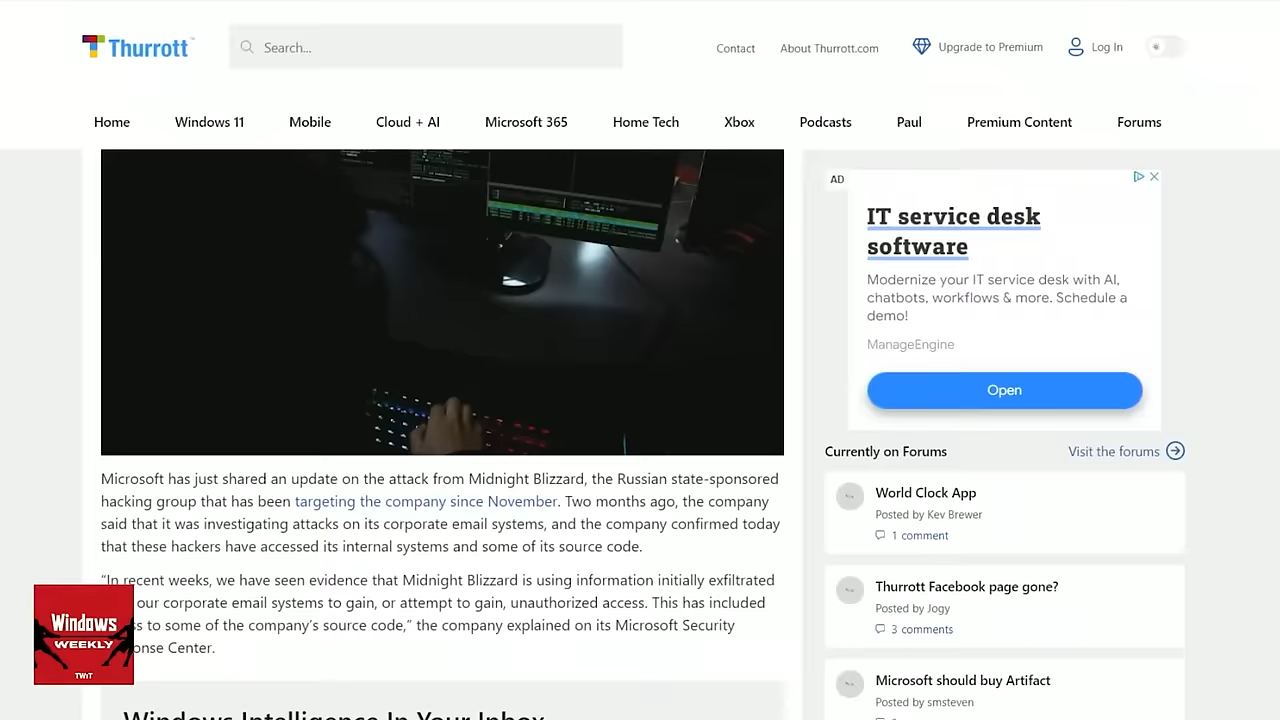 Thurrott
Search...
Contact
About Thurrott.com
Upgrade to Premium
Log In
Home
Windows 11
Mobile
Cloud + AI
Microsoft 365
Home Tech
Xbox
Podcasts
Paul
Premium Content
Forums
Microsoft has just shared an update on the attack from Midnight Blizzard, the Russian state-sponsored
hacking group that has been targeting the company since November. Two months ago, the company
said that it was investigating attacks on its corporate email systems, and the company confirmed today
that these hackers have accessed its internal systems and some of its source code.
“In recent weeks, we have seen evidence that Midnight Blizzard is using information initially exfiltrated
our corporate email systems to gain, or attempt to gain, unauthorized access. This has included
to some of the company’s source code,” the company explained on its Microsoft Security
Center.
Windows Intelligence In Your Inbox
AD
IT service desk
software
Modernize your IT service desk with AI,
chatbots, workflows & more. Schedule a
demo!
ManageEngine
Open
Currently on Forums
Visit the forums
World Clock App
Posted by Kev Brewer
1 comment
Thurrott Facebook page gone?
Posted by Jogy
3 comments
Microsoft should buy Artifact
Posted by smsteven
Windows
WEEKLY
TWiT